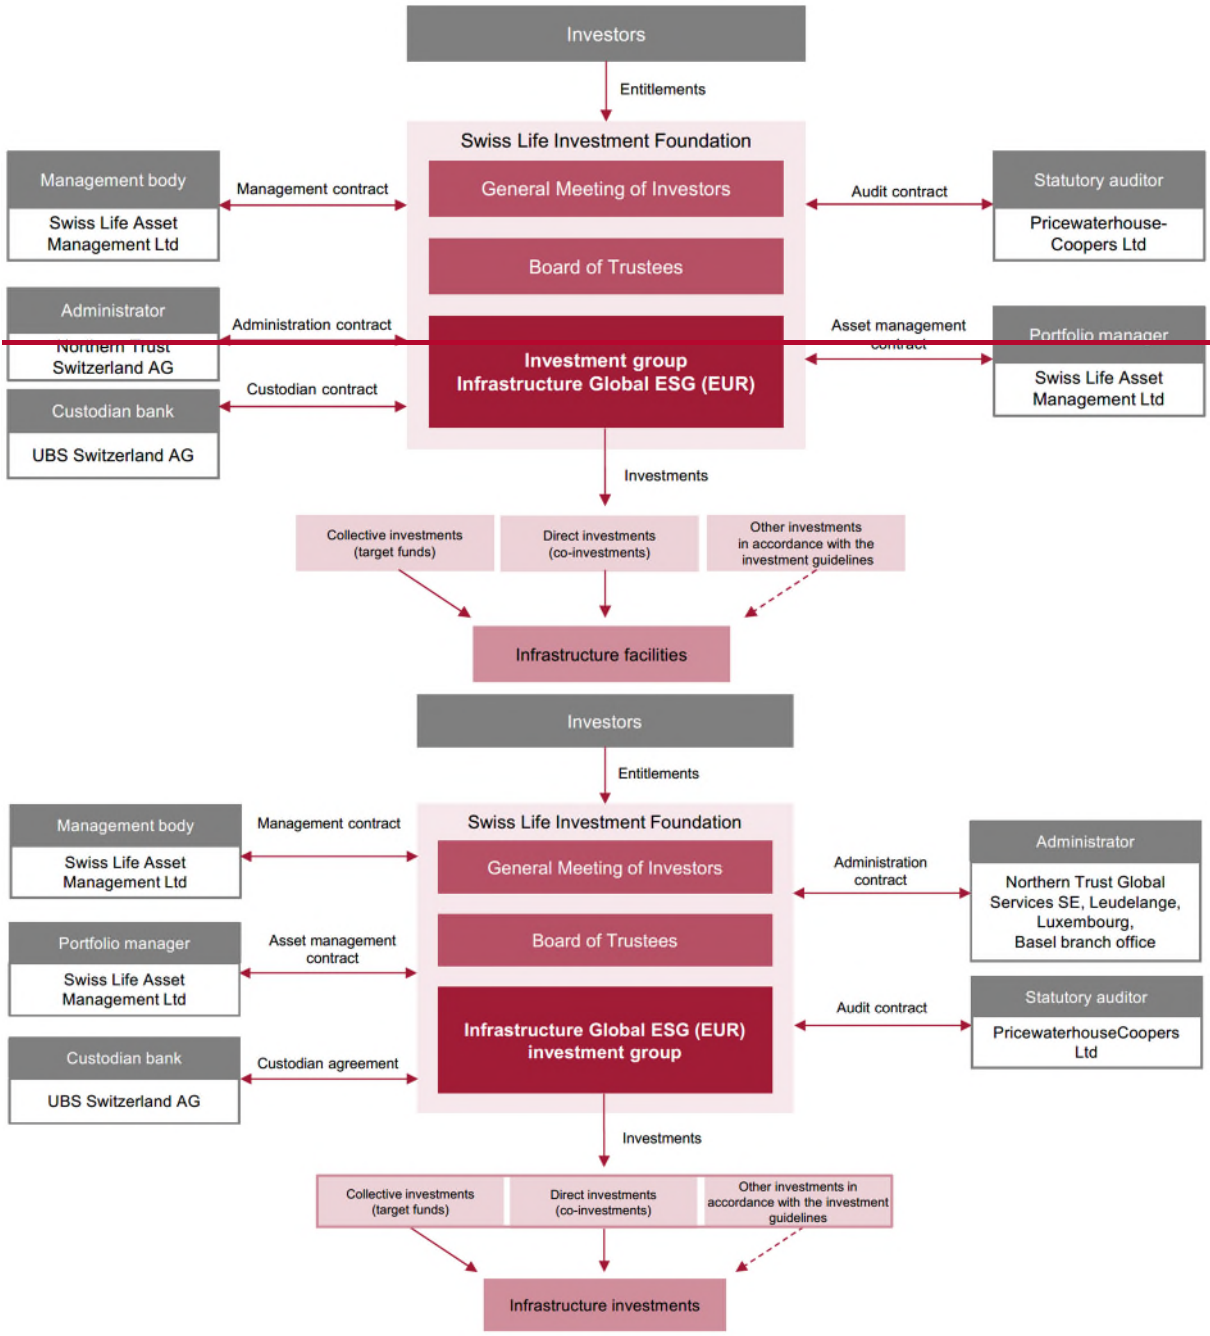 Investors
Entitlements
Swiss Life Investment Foundation
General Meeting of Investors
Board of Trustees
Investment group
Infrastructure Global ESG (EUR)
Management body
Swiss Life Asset
Management Ltd
Management contract
Administrator
Northern Trust
Switzerland AG
Administration contract
Custodian bank
UBS Switzerland AG
Custodian contract
Audit contract
Statutory auditor
Pricewaterhouse-
Coopers Ltd
Asset management
contract
Portfolio manager
Swiss Life Asset
Management Ltd
Investments
Collective investments
(target funds)
Direct investments
(co-investments)
Other investments
in accordance with the
investment guidelines
Infrastructure facilities
Investors
Entitlements
Swiss Life Investment Foundation
General Meeting of Investors
Board of Trustees
Infrastructure Global ESG (EUR)
investment group
Management body
Swiss Life Asset
Management Ltd
Management contract
Portfolio manager
Swiss Life Asset
Management Ltd
Asset management
contract
Custodian bank
UBS Switzerland AG
Custodian agreement
Administration
contract
Administrator
Northern Trust Global
Services SE, Leudelange,
Luxembourg,
Basel branch office
Audit contract
Statutory auditor
PricewaterhouseCoopers
Ltd
Investments
Collective investments
(target funds)
Direct investments
(co-investments)
Other investments in
accordance with the investment
guidelines
Infrastructure investments